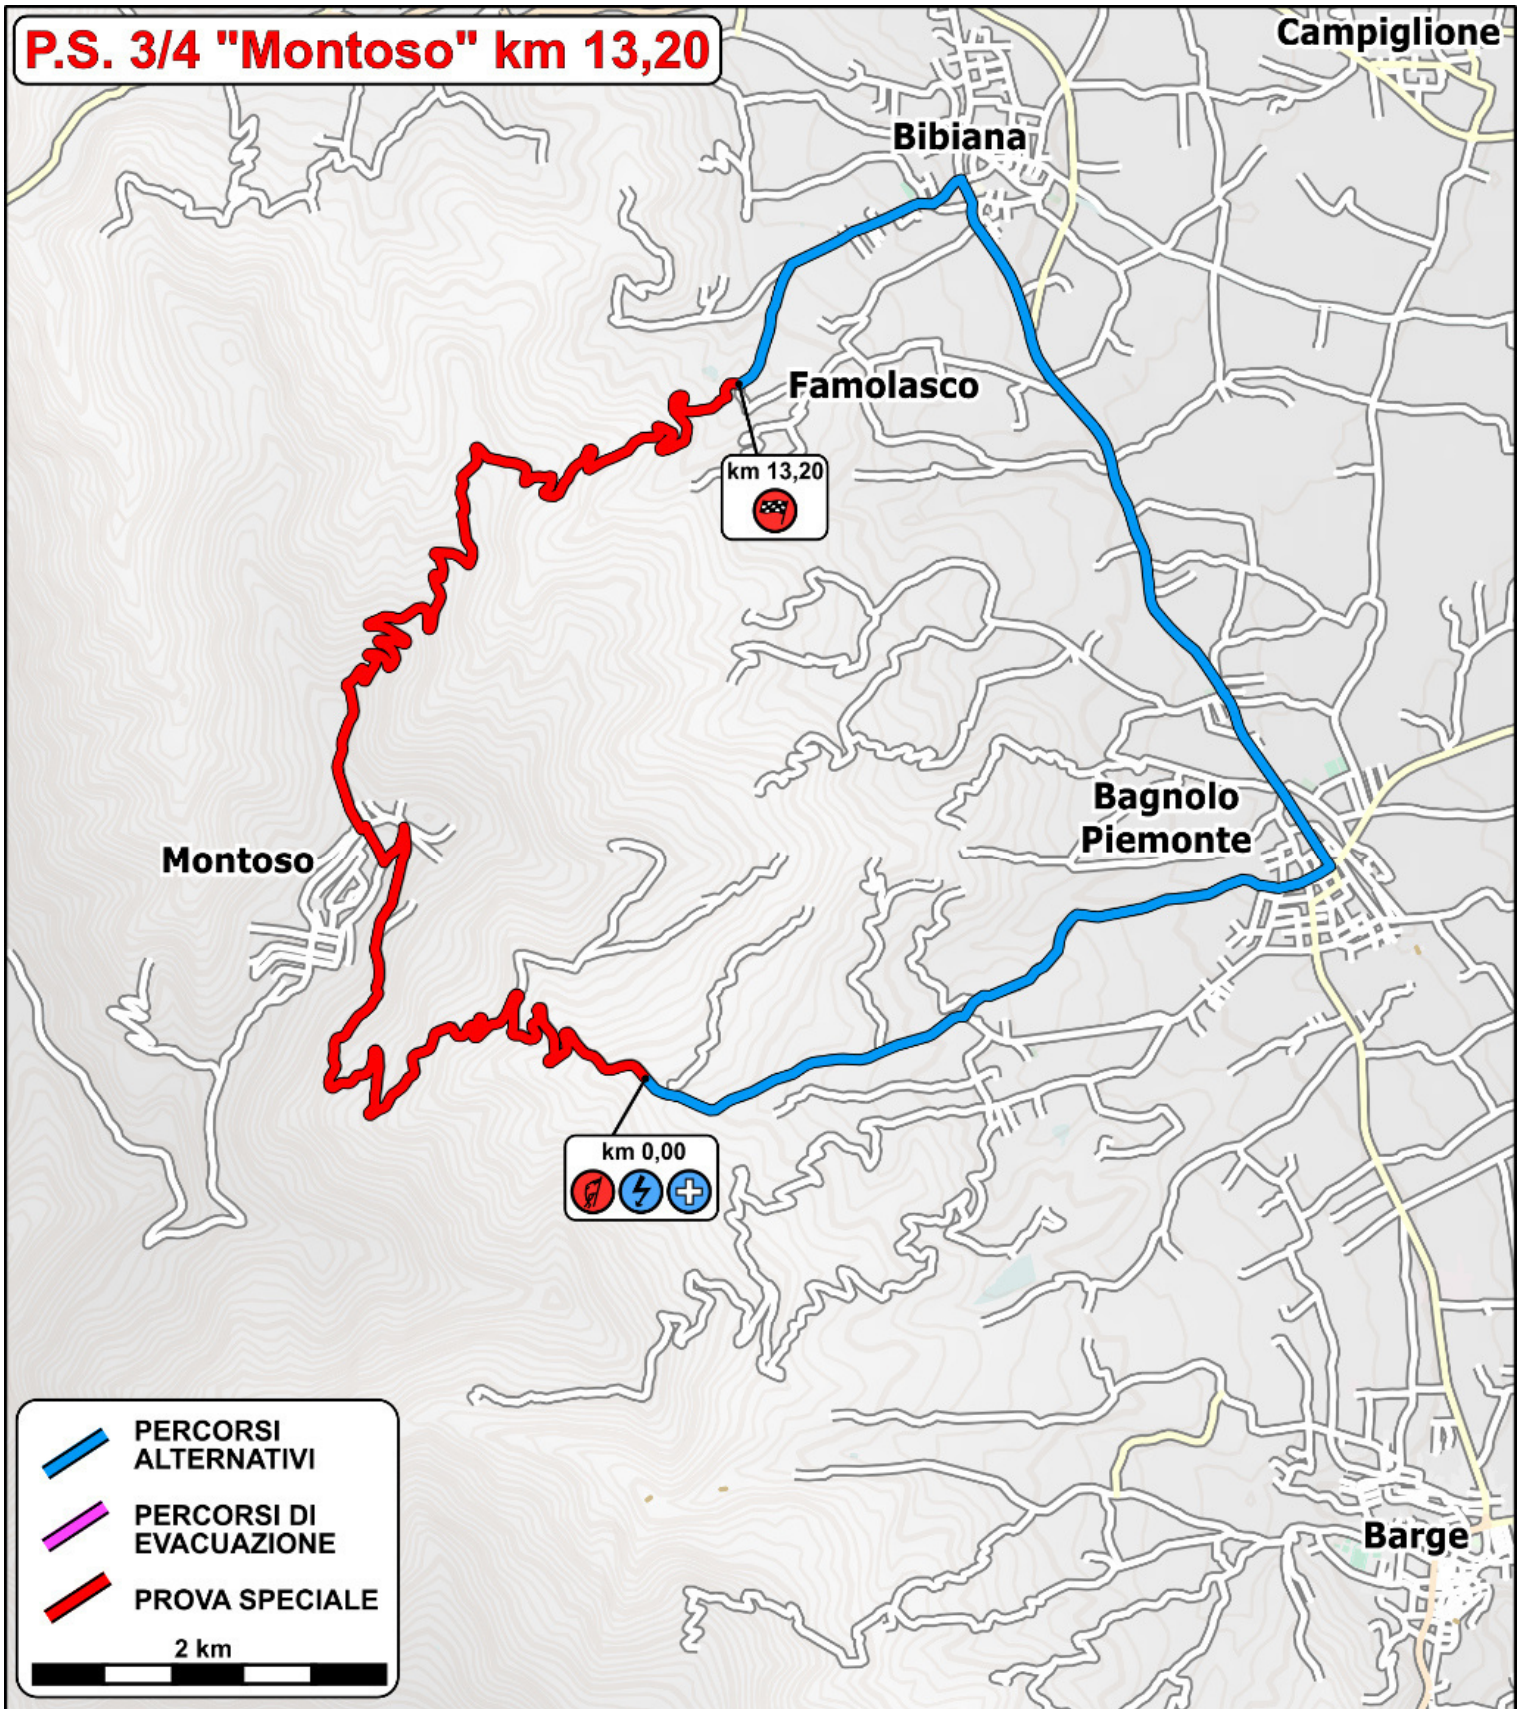 P.S. 3/4 "Montoso" km 13,20
Campiglione
Bibiana
Famolasco
km 13,20
Bagnolo
Piemonte
Montoso
km 0,00
PERCORSI
ALTERNATIVI
PERCORSI DI
EVACUAZIONE
PROVA SPECIALE
2 km
Barge